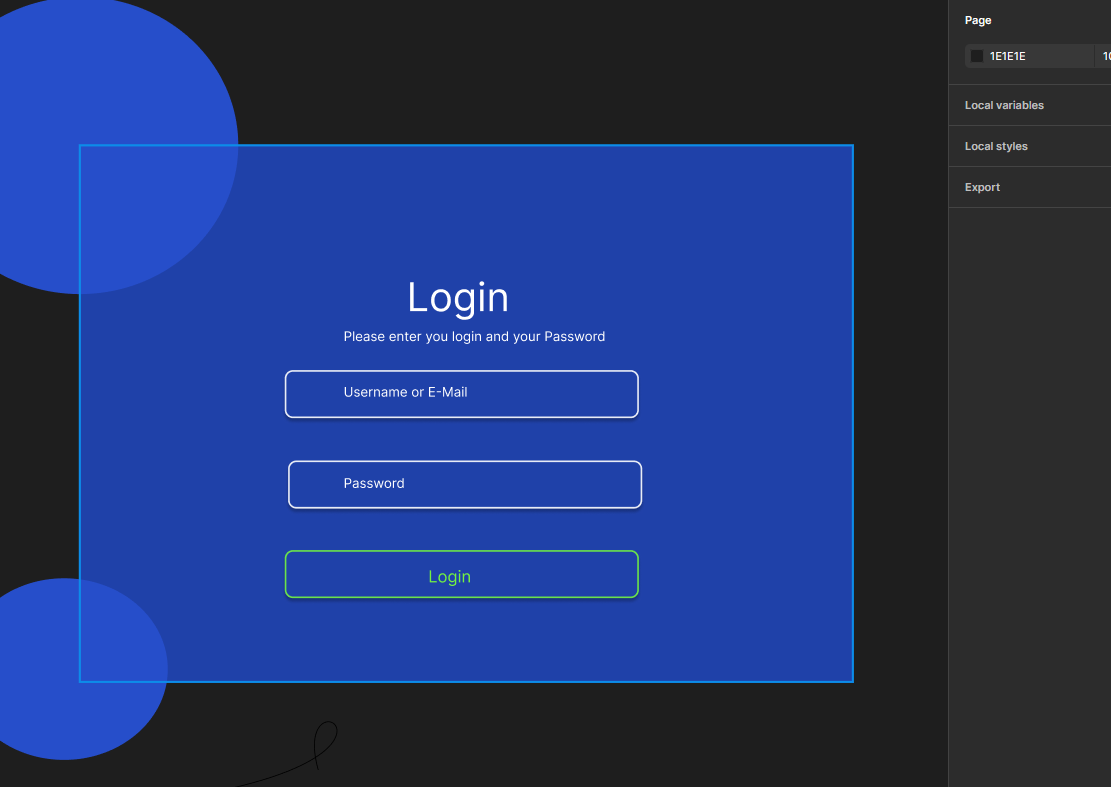 Page
1E1E1E
Local variables
Local styles
Export
Login
Please enter you login and your Password
Username or E-Mail
Password
Login